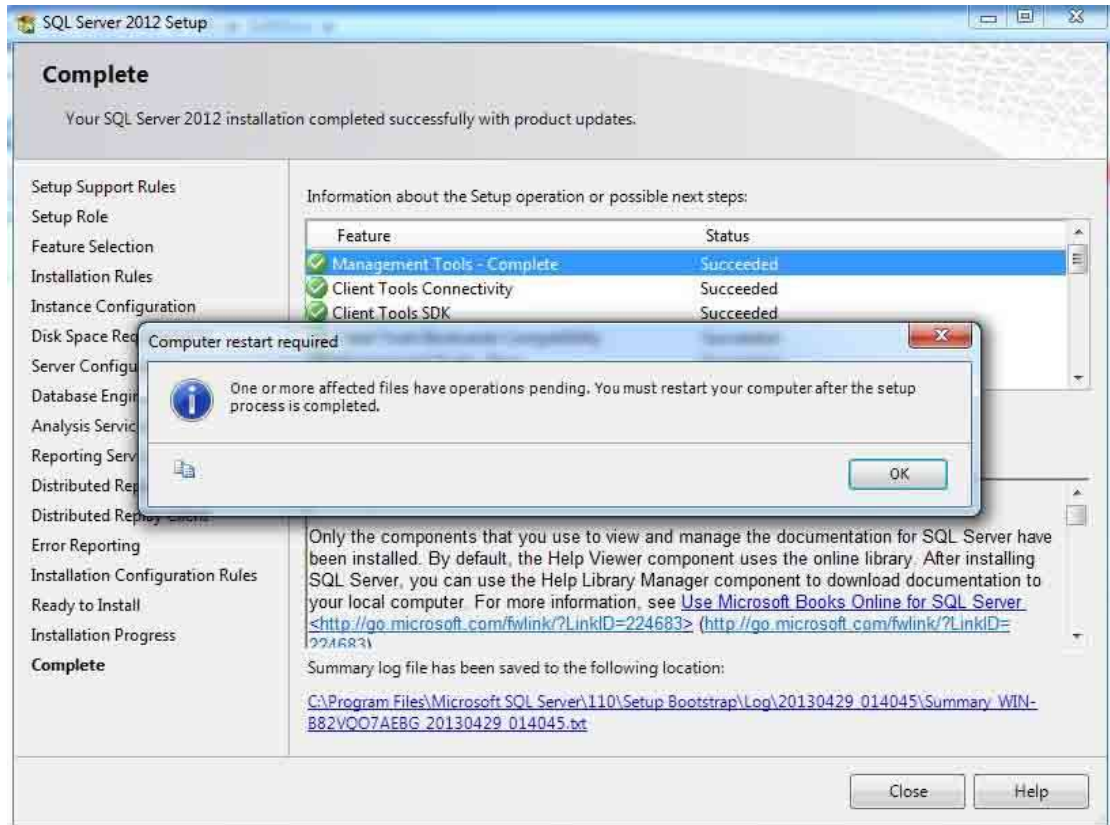 SQL Server 2012 Setup
Complete
Your SQL Server 2012 installation completed successfully with product updates.
Setup Support Rules
Setup Role
Feature Selection
Installation Rules
Instance Configuration
Disk Space Req
Server Configu
Database Engin
Analysis Servic
Reporting Serv
Distributed Rep
Distributed Replay Client
Error Reporting
Installation Configuration Rules
Ready to Install
Installation Progress
Complete
Information about the Setup operation or possible next steps:
Feature Status
Management Tools - Complete Succeeded
Client Tools Connectivity Succeeded
Client Tools SDK Succeeded
Computer restart required
One or more affected files have operations pending. You must restart your computer after the setup
process is completed.
OK
Only the components that you use to view and manage the documentation for SQL Server have
been installed. By default, the Help Viewer component uses the online library. After installing
SQL Server, you can use the Help Library Manager component to download documentation to
your local computer. For more information, see Use Microsoft Books Online for SQL Server
<http://go.microsoft.com/fwlink/?LinkID=224683> (http://go.microsoft.com/fwlink/?LinkID=
224683)
Summary log file has been saved to the following location:
C:\Program Files\Microsoft SQL Server\110\Setup Bootstrap\Log\20130429_014045\Summary_WIN-
B82VQO7AEBG_20130429_014045.txt
Close Help